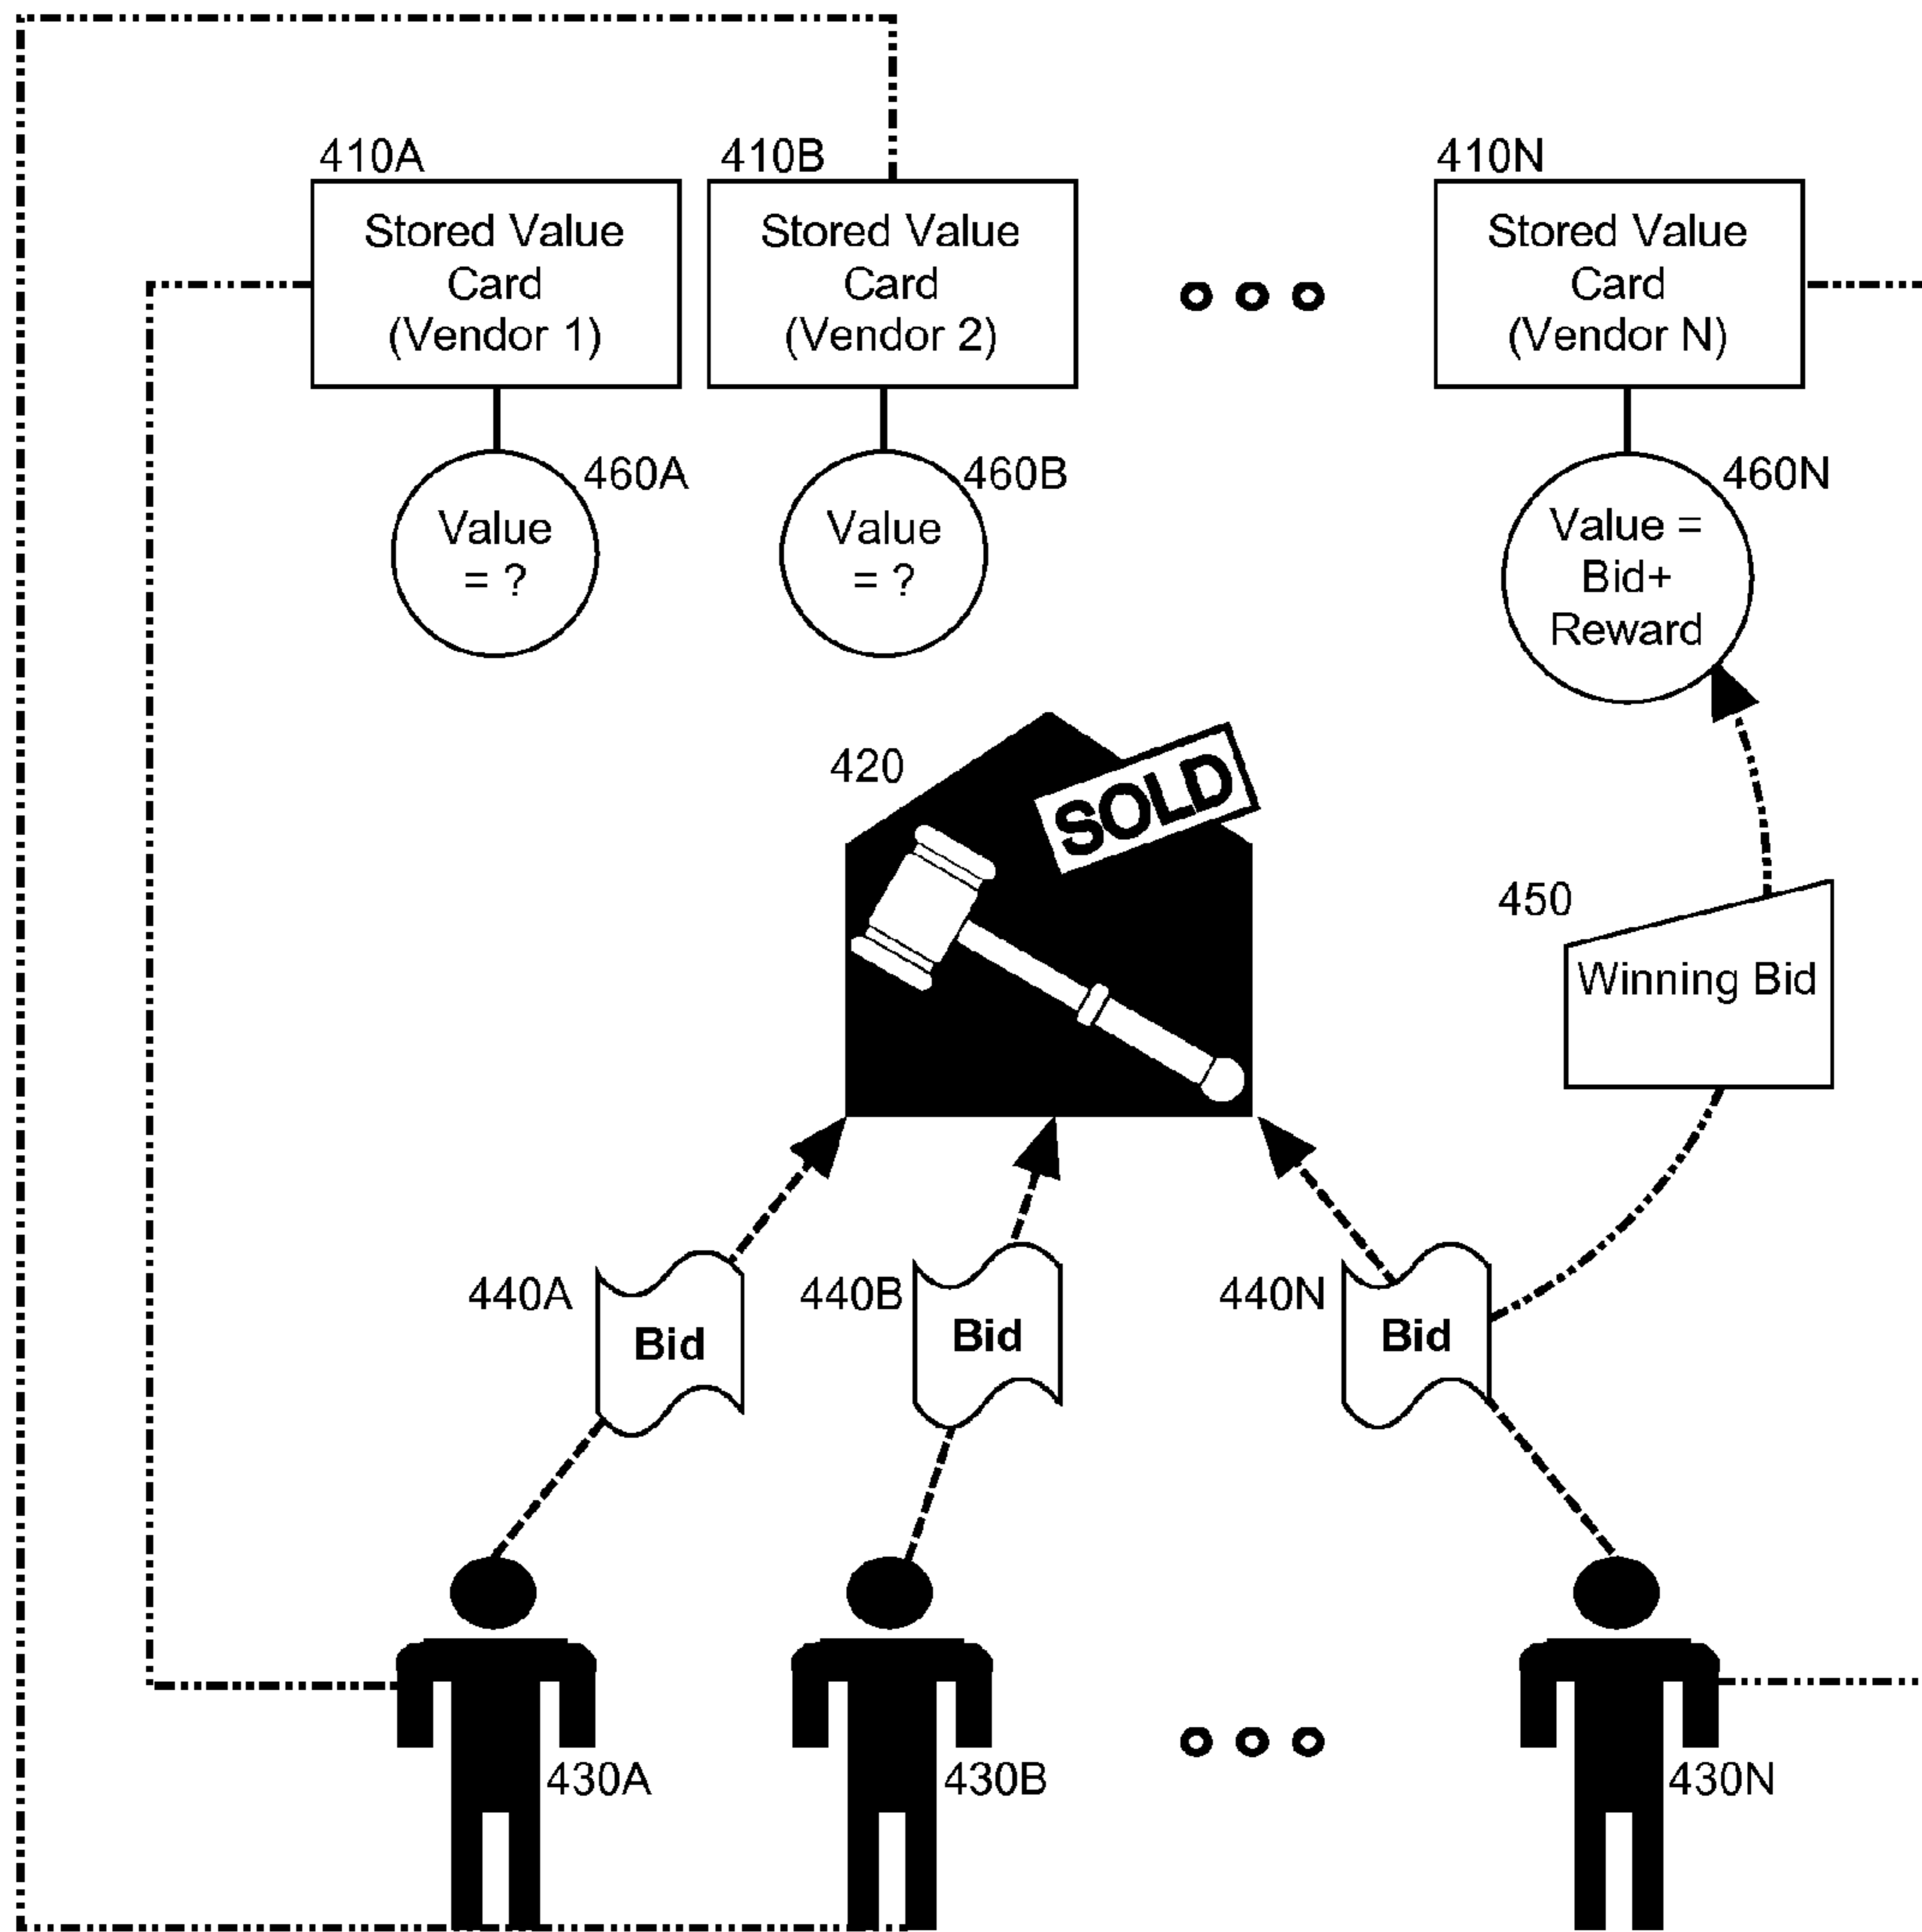 410A
410B
410N
Stored Value
Card
(Vendor 1)
Stored Value
Card
(Vendor 2)
Stored Value
Card
(Vendor N)
460A
460B
460N
Value
= ?
Value
= ?
Value =
Bid+
Reward
420
SOLD
450
Winning Bid
440A
440B
440N
Bid
Bid
Bid
430A
430B
430N